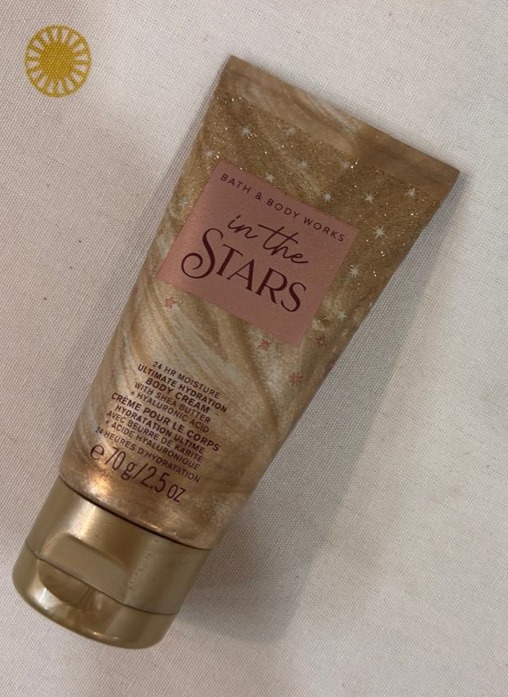 BATH & BODY WORKS
in the
STARS
24 HR MOISTURE
ULTIMATE HYDRATION
BODY CREAM
WITH SHEA BUTTER
+ HYALURONIC ACID
CRÈME POUR LE CORPS
HYDRATATION ULTIME
AVEC BEURRE DE KARITÉ
+ ACIDE HYALURONIQUE
24 HEURES D'HYDRATATION
℮ 70 g/2.5 OZ